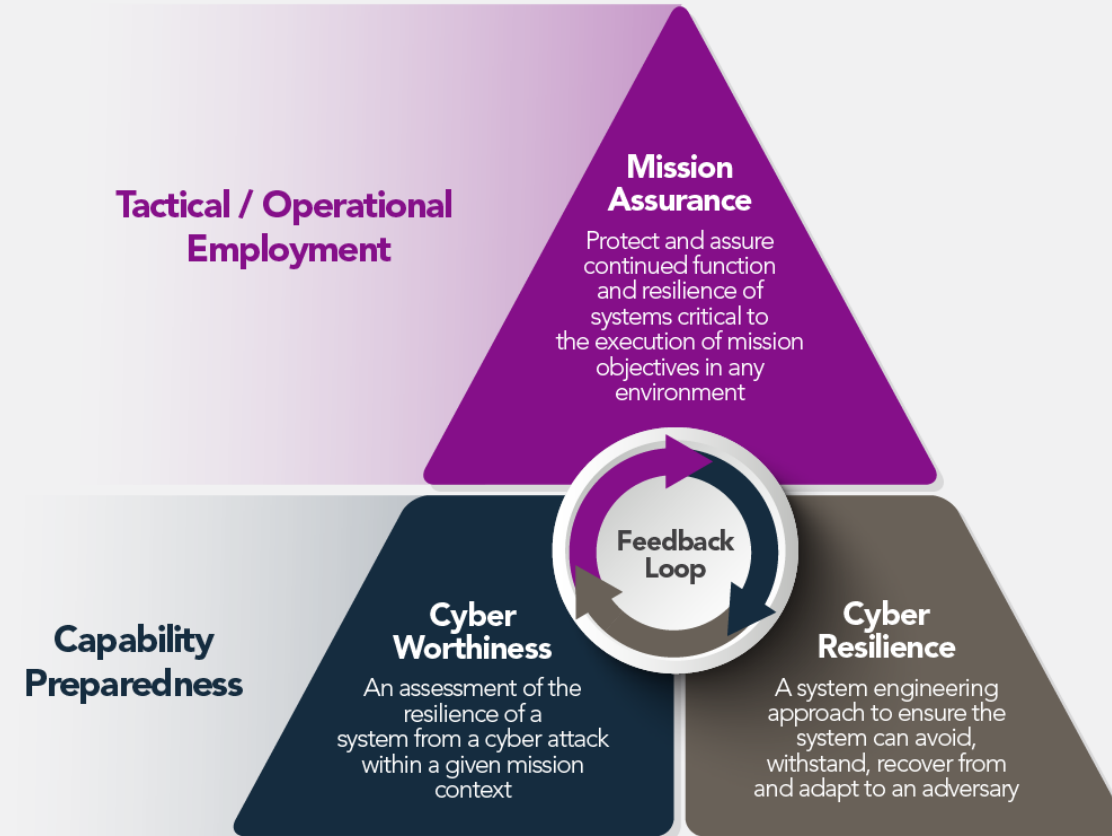 Tactical / Operational
Employment
Mission
Assurance
Protect and assure
continued function
and resilience of
systems critical to
the execution of mission
objectives in any
environment
Feedback
Loop
Capability
Preparedness
Cyber
Worthiness
An assessment of the
resilience of a
system from a cyber attack
within a given mission
context
Cyber
Resilience
A system engineering
approach to ensure the
system can avoid,
withstand, recover from
and adapt to an adversary